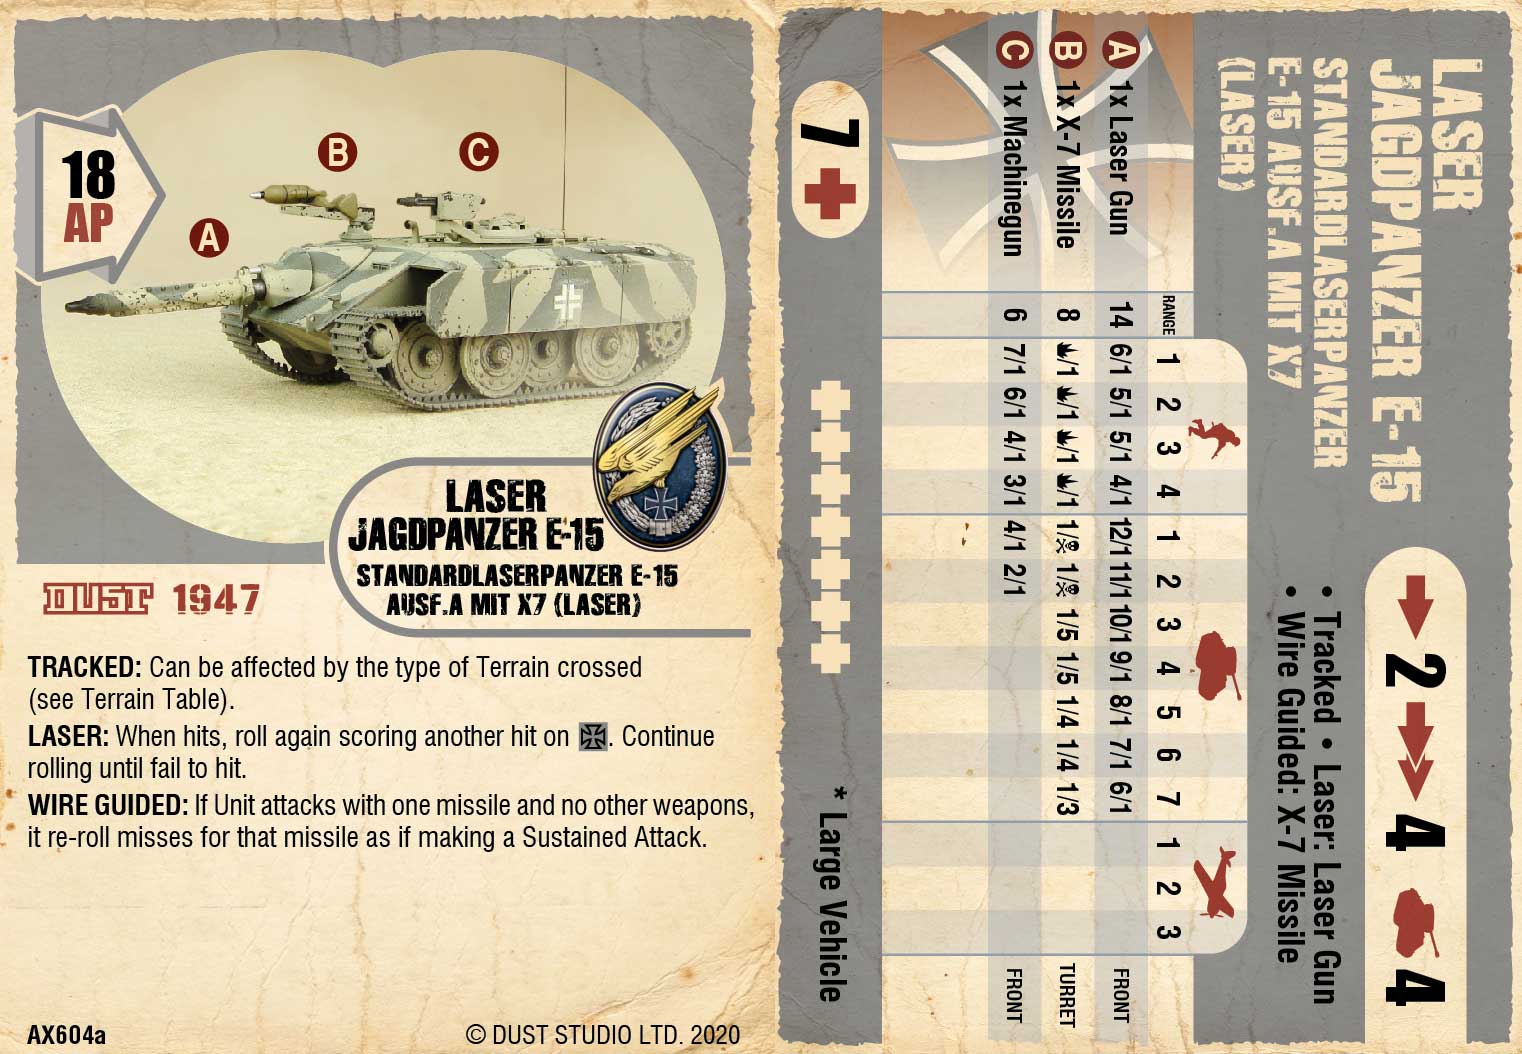 18
AP
A
B
C
LASER
JAGDPANZER E-15
STANDARDLASERPANZER E-15
AUSF.A MIT X7 (LASER)
DUST 1947
TRACKED: Can be affected by the type of Terrain crossed
(see Terrain Table).
LASER: When hits, roll again scoring another hit on . Continue
rolling until fail to hit.
WIRE GUIDED: If Unit attacks with one missile and no other weapons,
it re-roll misses for that missile as if making a Sustained Attack.
AX604a
© DUST STUDIO LTD. 2020
LASER
JAGDPANZER E-15
STANDARDLASERPANZER
E-15 AUSF.A MIT X7
(LASER)
2 4 4
• Tracked • Laser: Laser Gun
• Wire Guided: X-7 Missile
RANGE 1 2 3 4 1 2 3 4 5 6 7 1 2 3
A 1x Laser Gun 14 6/1 5/1 5/1 4/1 12/1 11/1 10/1 9/1 8/1 7/1 6/1 FRONT
B 1x X-7 Missile 8 /1 /1 /1 /1 1/ 1/ 1/5 1/5 1/4 1/4 1/3 TURRET
C 1x Machinegun 6 7/1 6/1 4/1 3/1 4/1 2/1 FRONT
7
* Large Vehicle